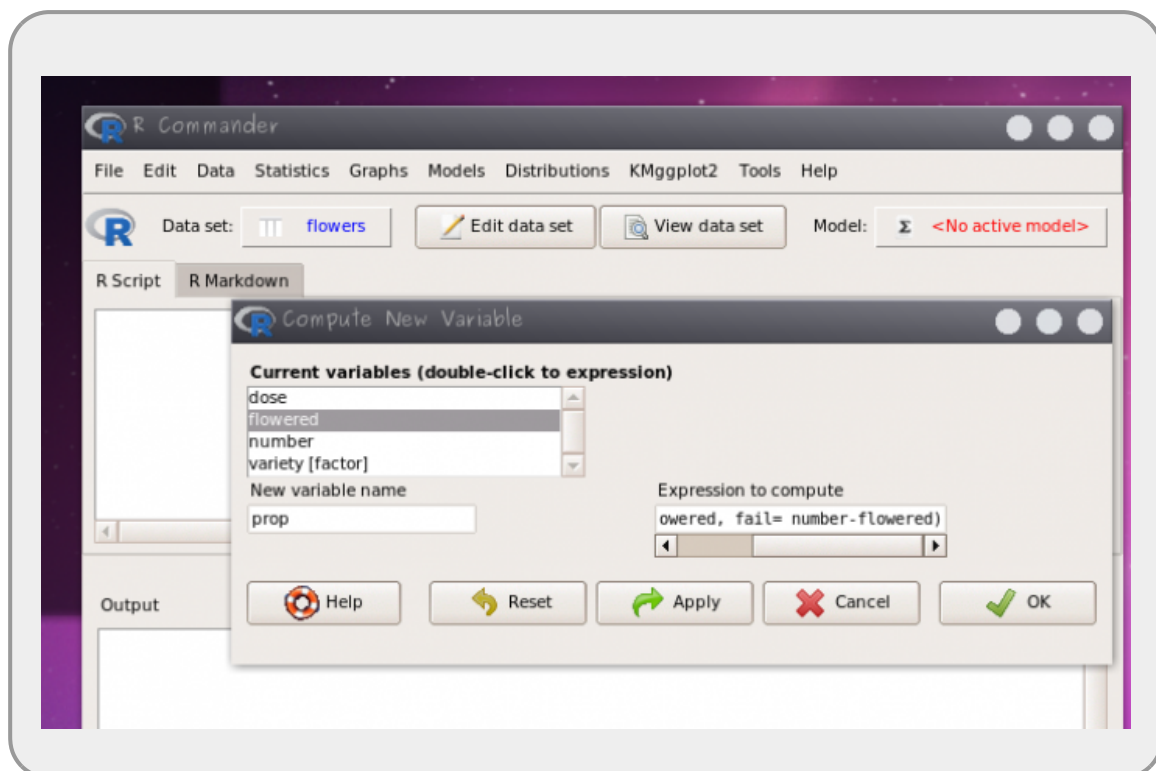 R Commander
File Edit Data Statistics Graphs Models Distributions KMggplot2 Tools Help
R Data set: flowers Edit data set View data set Model: Σ <No active model>
R Script R Markdown
R Compute New Variable
Current variables (double-click to expression)
dose
flowered
number
variety [factor]
New variable name Expression to compute
prop owered, fail= number-flowered)
Help Reset Apply Cancel OK
Output